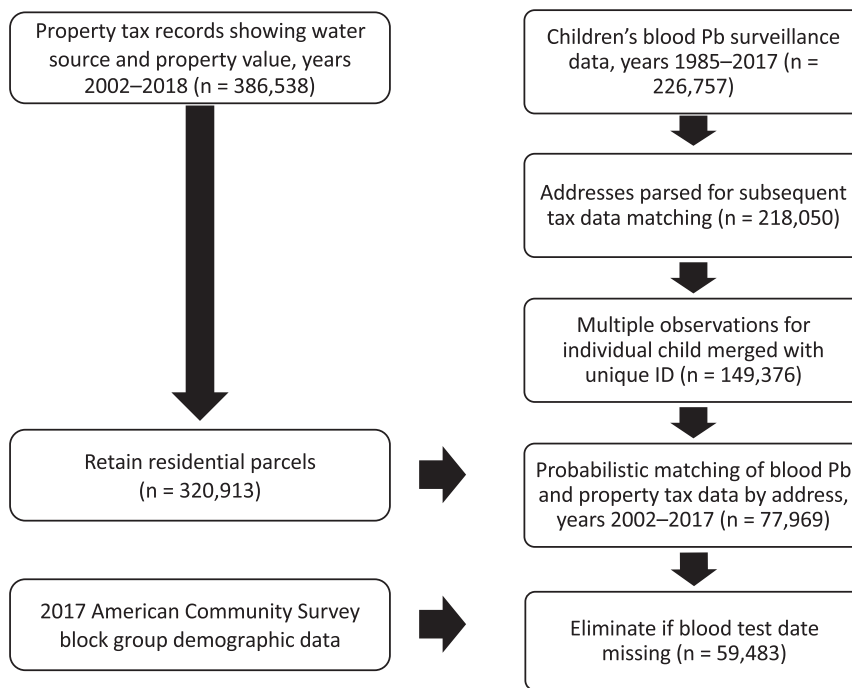 Property tax records showing water
source and property value, years
2002–2018 (n = 386,538)
Retain residential parcels
(n = 320,913)
2017 American Community Survey
block group demographic data
Children’s blood Pb surveillance
data, years 1985–2017 (n =
226,757)
Addresses parsed for subsequent
tax data matching (n = 218,050)
Multiple observations for
individual child merged with
unique ID (n = 149,376)
Probabilistic matching of blood Pb
and property tax data by address,
years 2002–2017 (n = 77,969)
Eliminate if blood test date
missing (n = 59,483)